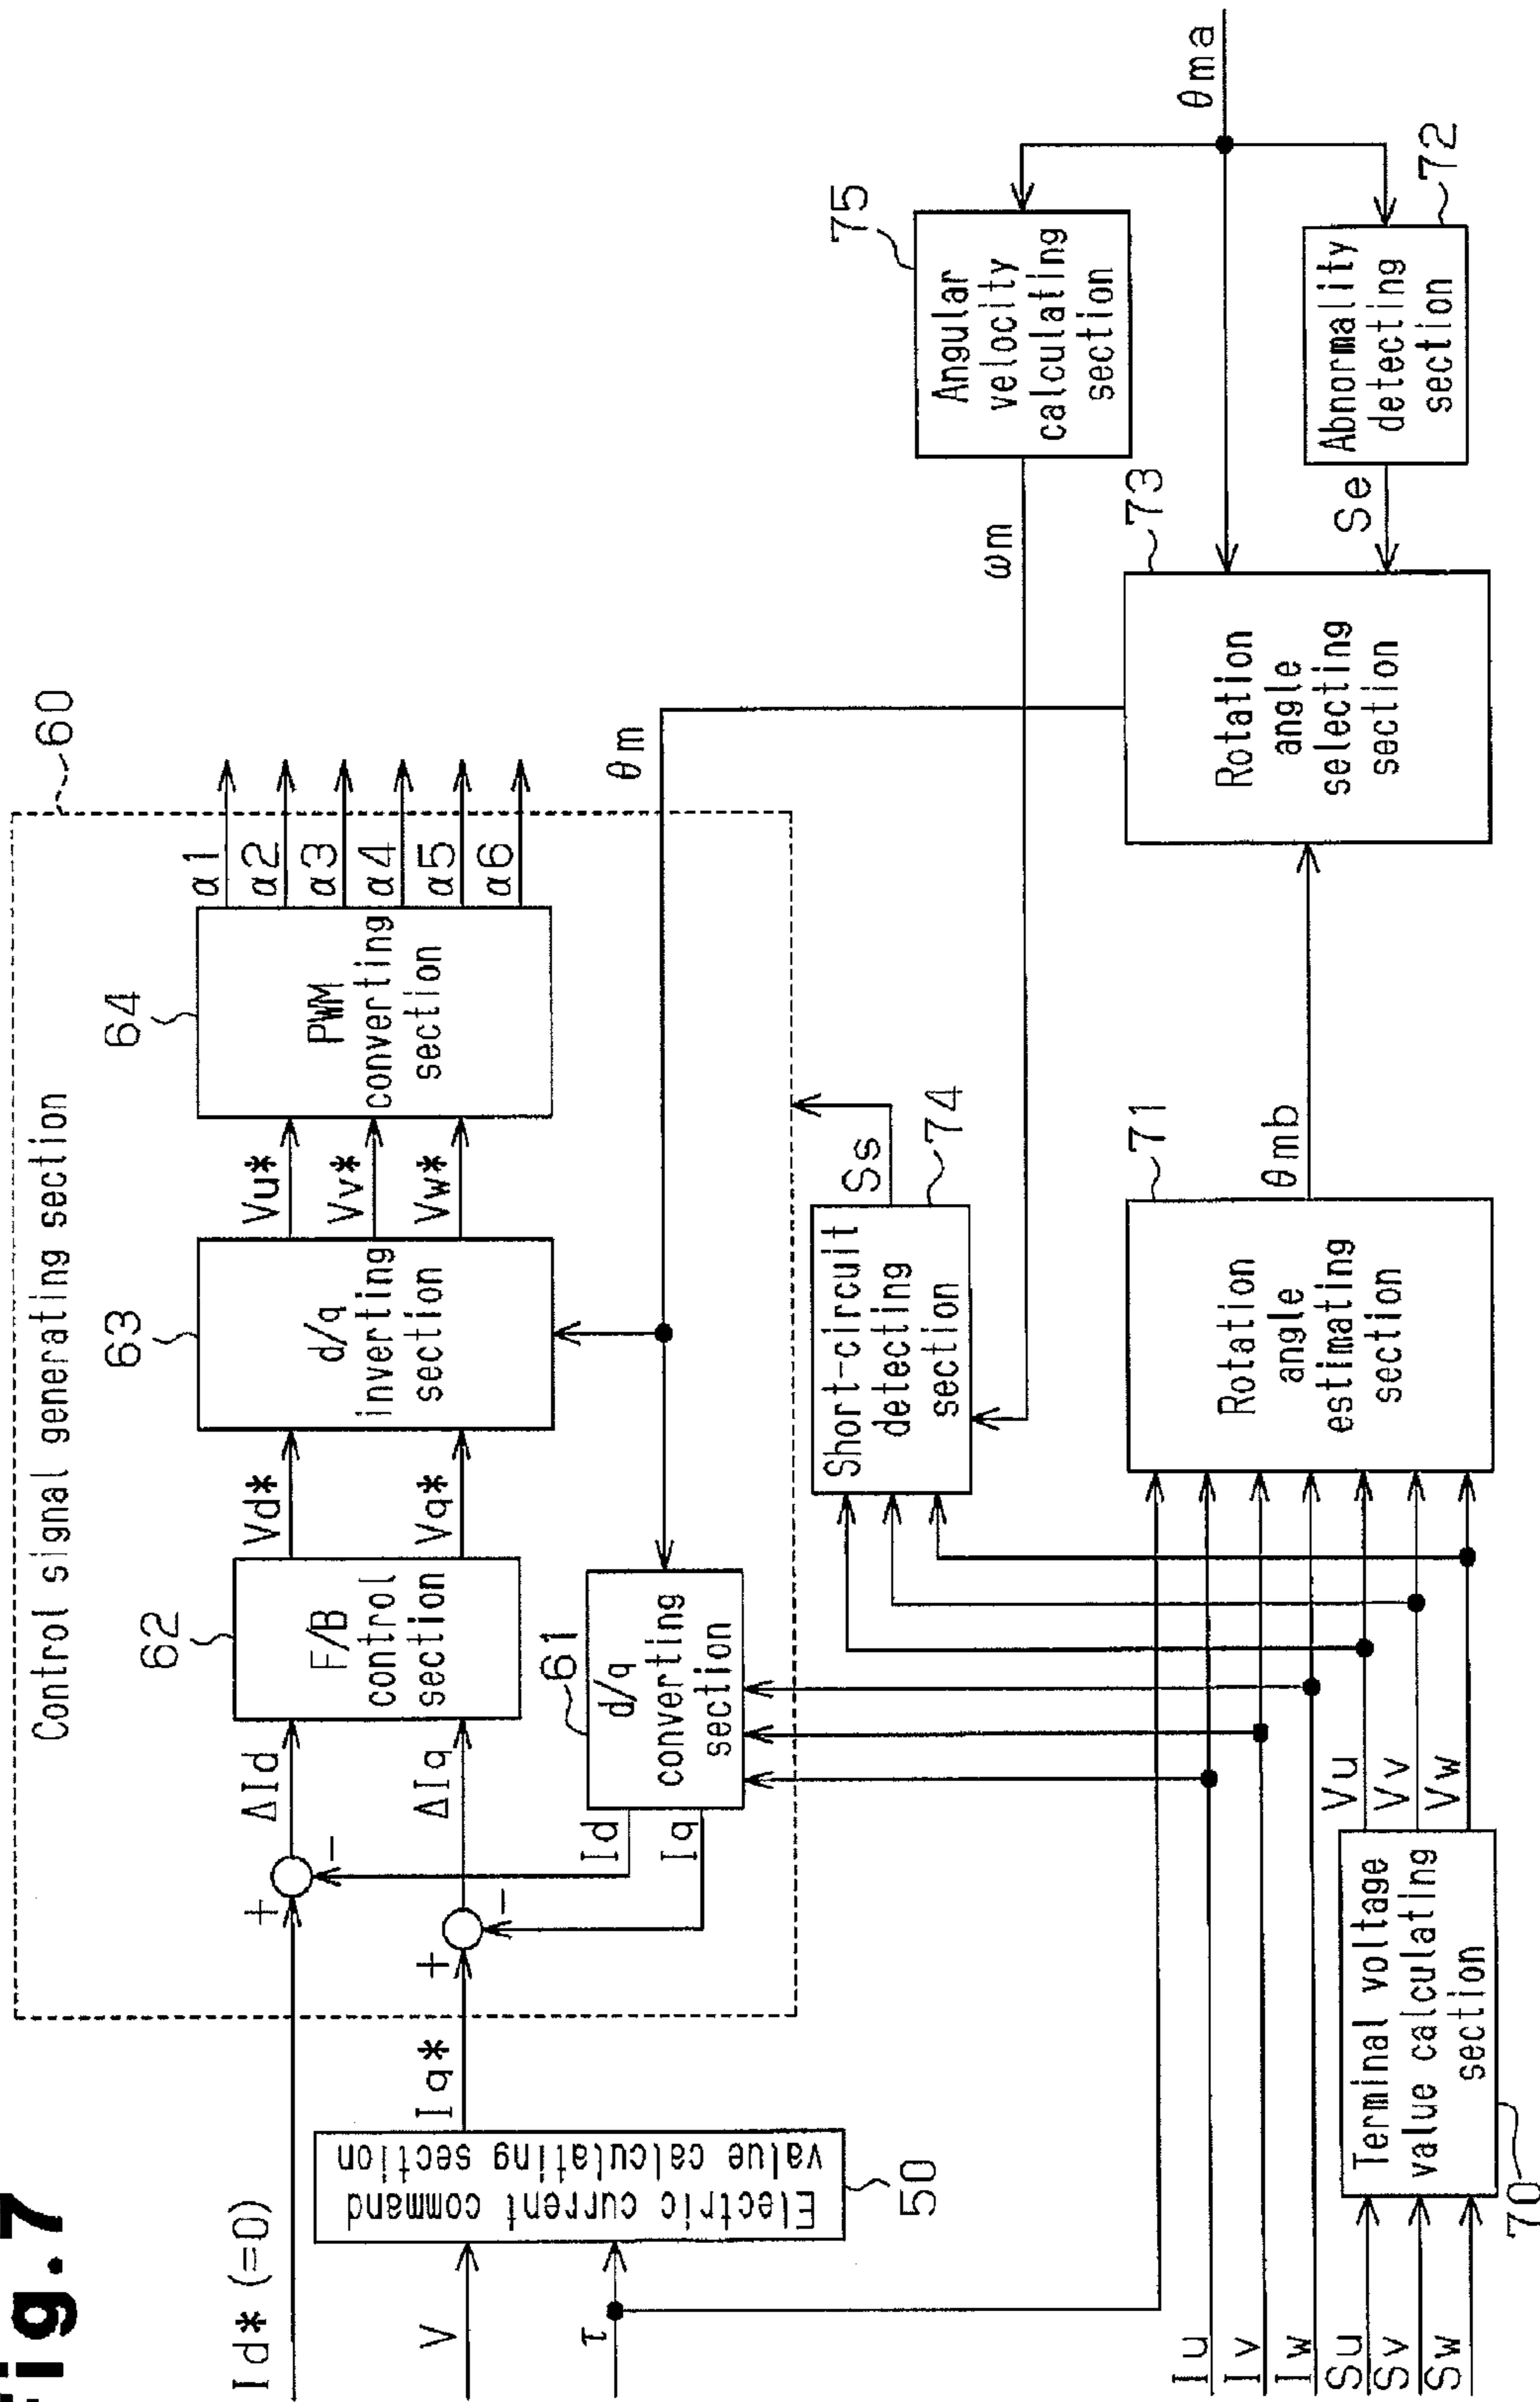 Fig.7
Control signal generating section
60
Id* (=0)
+
-
ΔId
62
F/B
control
section
Vd*
Vq*
63
d/q
inverting
section
Vu*
Vv*
Vw*
64
PWM
converting
section
α1
α2
α3
α4
α5
α6
V
τ
Electric current command
value calculating section
50
Iq*
+
-
ΔIq
Id
Iq
61
d/q
converting
section
θm
Short-circuit
detecting
section
74
Ss
ωm
75
Angular
velocity
calculating
section
θma
Iu
Iv
Iw
Su
Sv
Sw
70
Terminal voltage
value calculating
section
Vu
Vv
Vw
71
Rotation
angle
estimating
section
θmb
73
Rotation
angle
selecting
section
Se
72
Abnormality
detecting
section